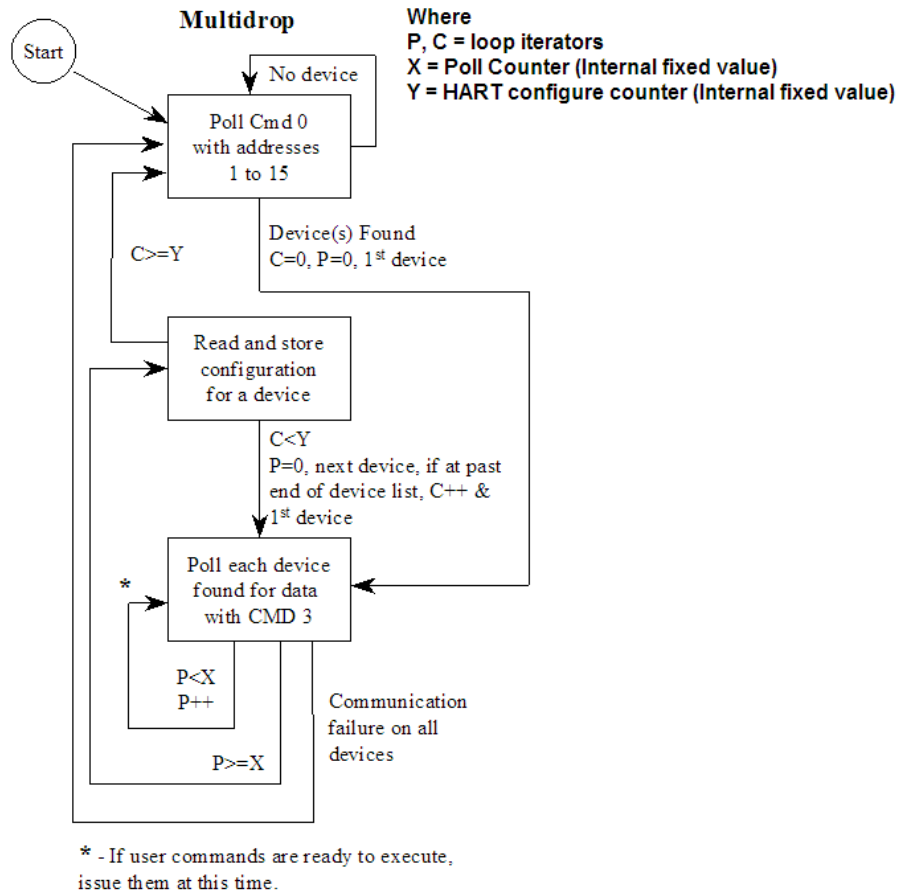 Multidrop
Where
P, C = loop iterators
X = Poll Counter (Internal fixed value)
Y = HART configure counter (Internal fixed value)
Start
No device
Poll Cmd 0
with addresses
1 to 15
Device(s) Found
C=0, P=0, 1st device
C>=Y
Read and store
configuration
for a device
C<Y
P=0, next device, if at past
end of device list, C++ &
1st device
*
Poll each device
found for data
with CMD 3
P<X
P++
Communication
failure on all
devices
P>=X
* - If user commands are ready to execute,
issue them at this time.